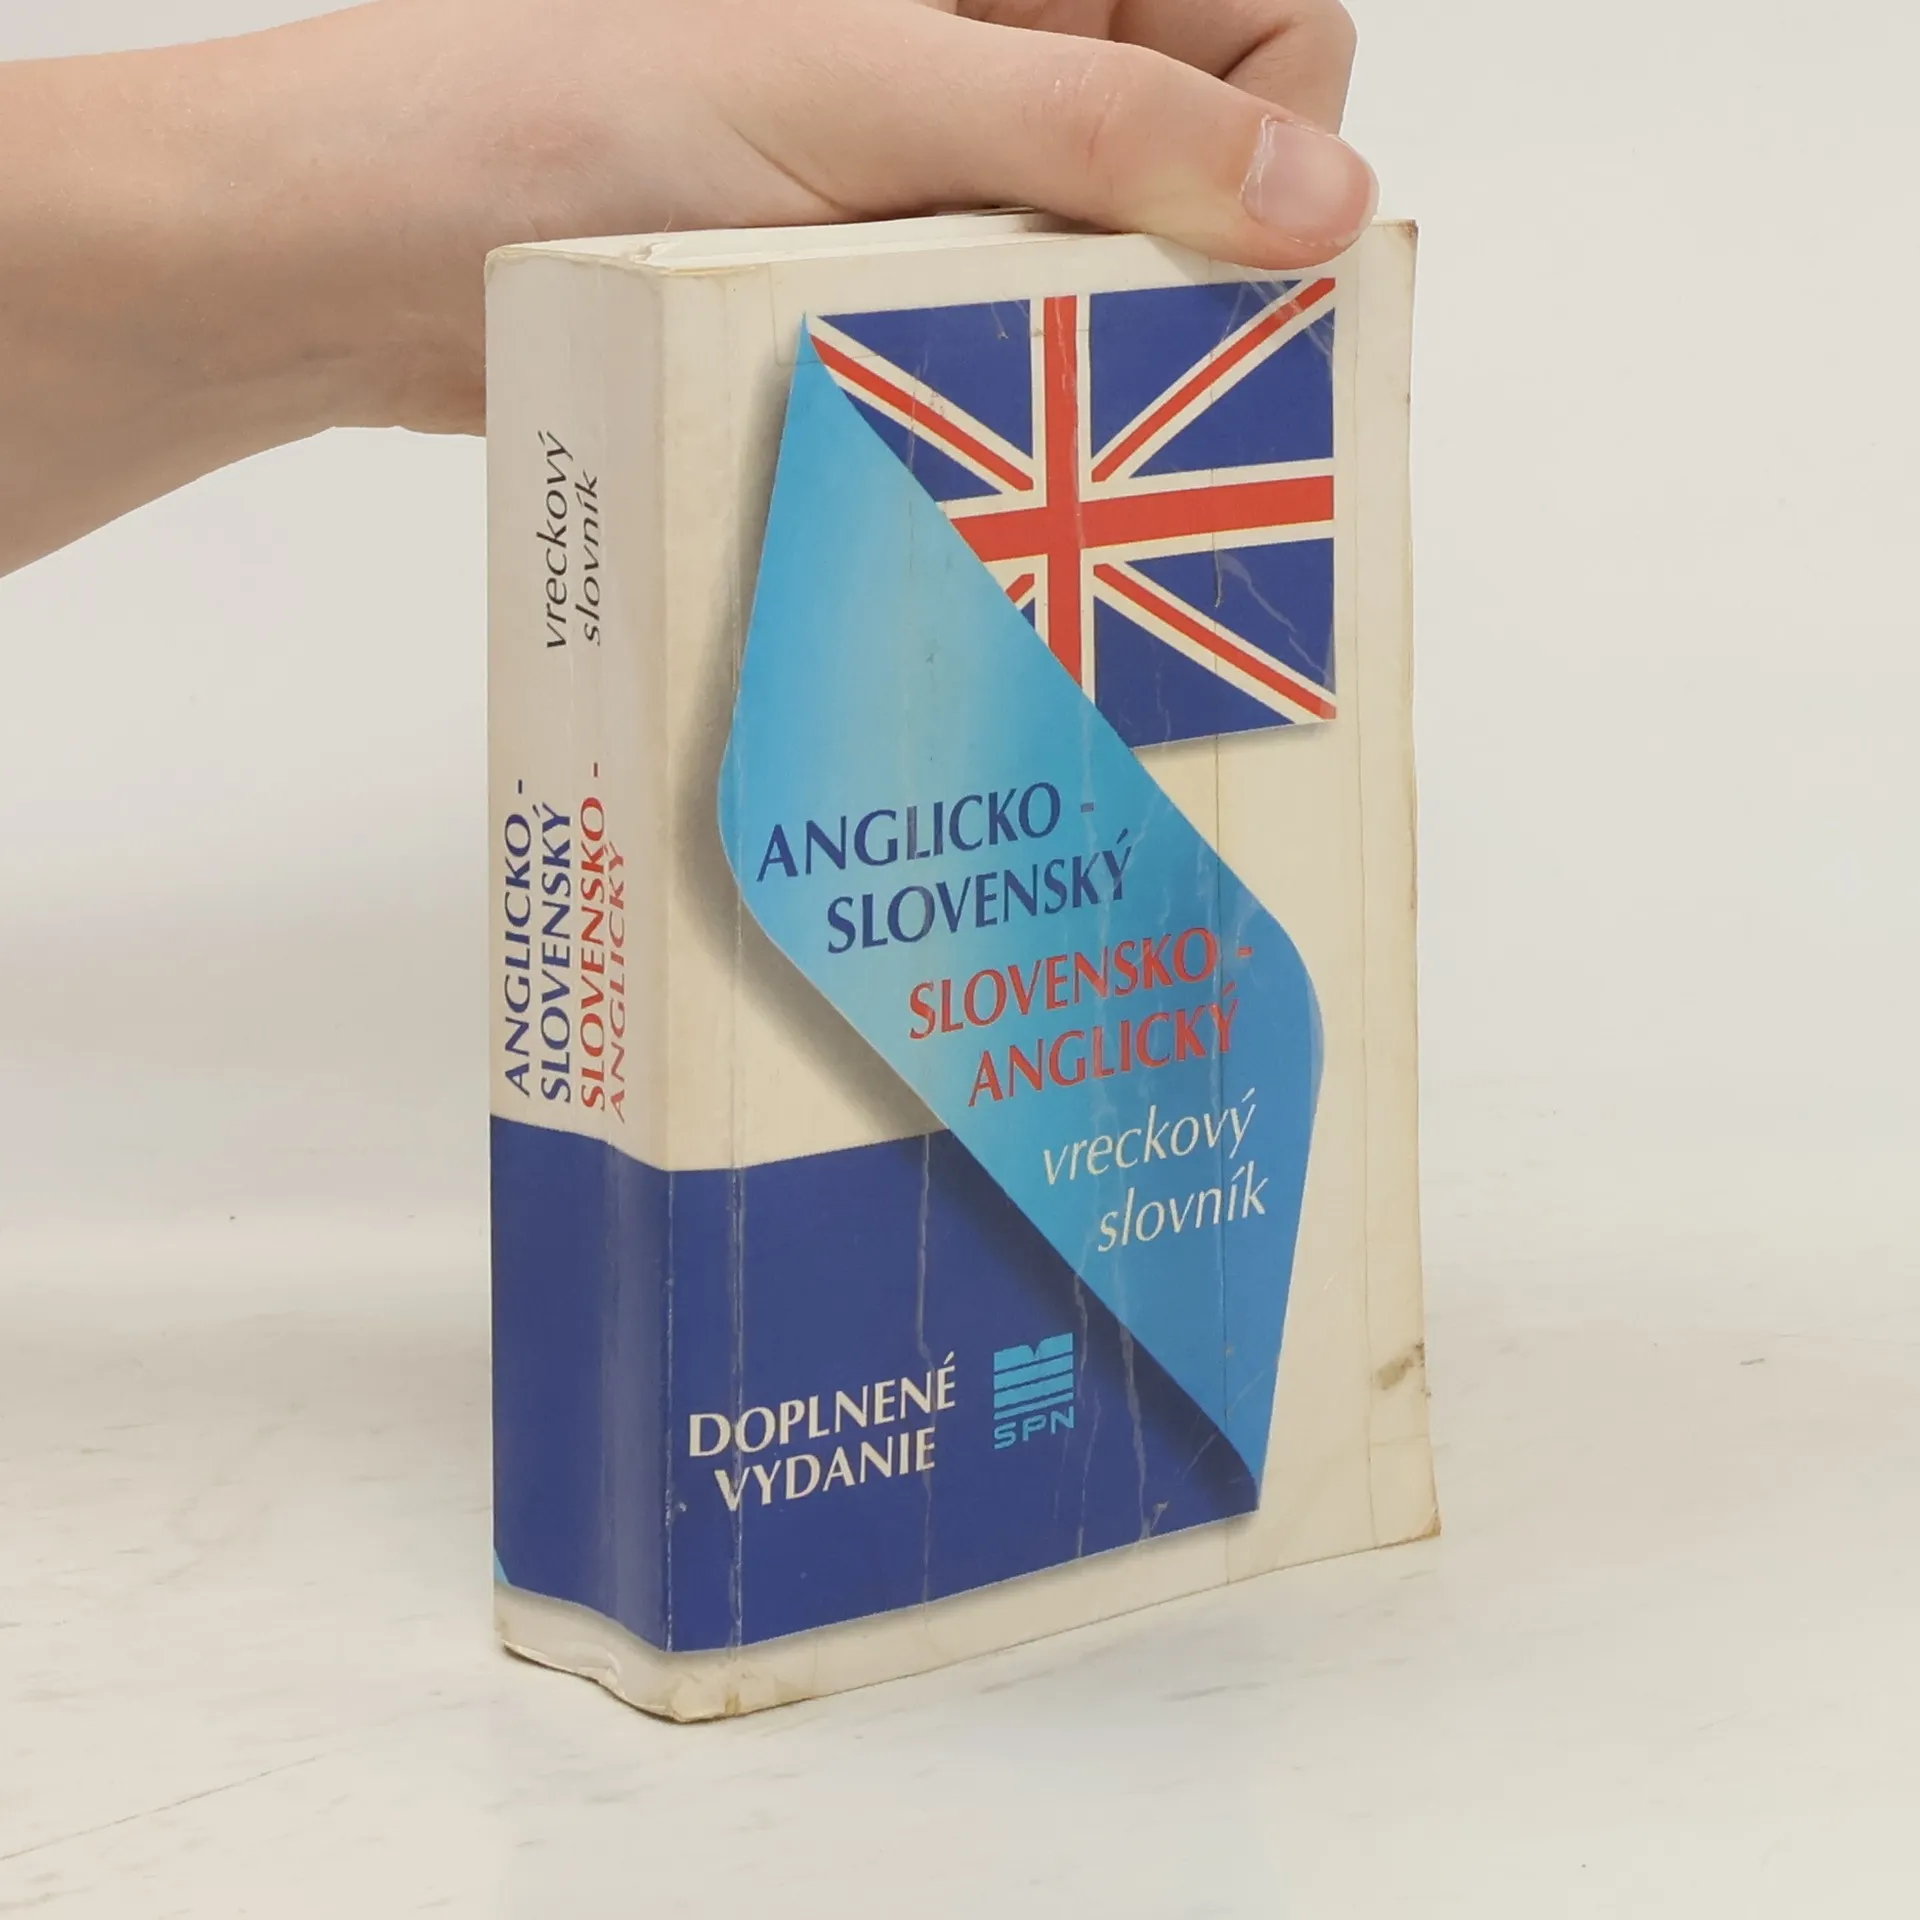 vreckový
slovník
ANGLICKO -
SLOVENSKÝ
SLOVENSKO -
ANGLICKÝ
ANGLICKO -
SLOVENSKÝ
SLOVENSKO -
ANGLICKÝ
vreckový
slovník
DOPLNENÉ
VYDANIE
SPN